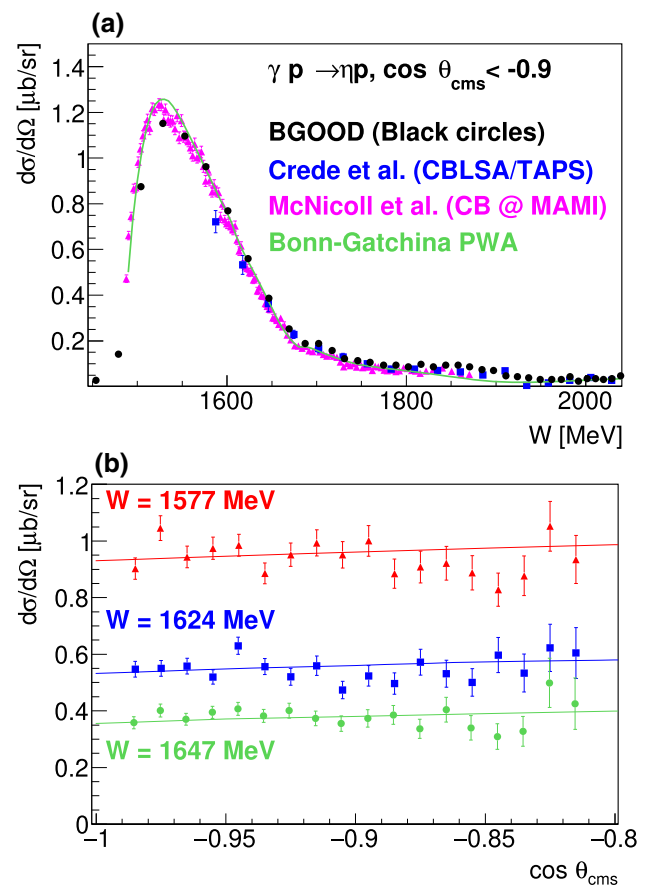 (a)
γ p →ηp, cos θcms< -0.9
BGOOD (Black circles)
Crede et al. (CBLSA/TAPS)
McNicoll et al. (CB @ MAMI)
Bonn-Gatchina PWA
dσ/dΩ [μb/sr]
1.4
1.2
1
0.8
0.6
0.4
0.2
1600 1800 2000
W [MeV]
(b)
dσ/dΩ [μb/sr]
1.2
1
0.8
0.6
0.4
0.2
0
W = 1577 MeV
W = 1624 MeV
W = 1647 MeV
−1 −0.95 −0.9 −0.85 −0.8
cos θcms